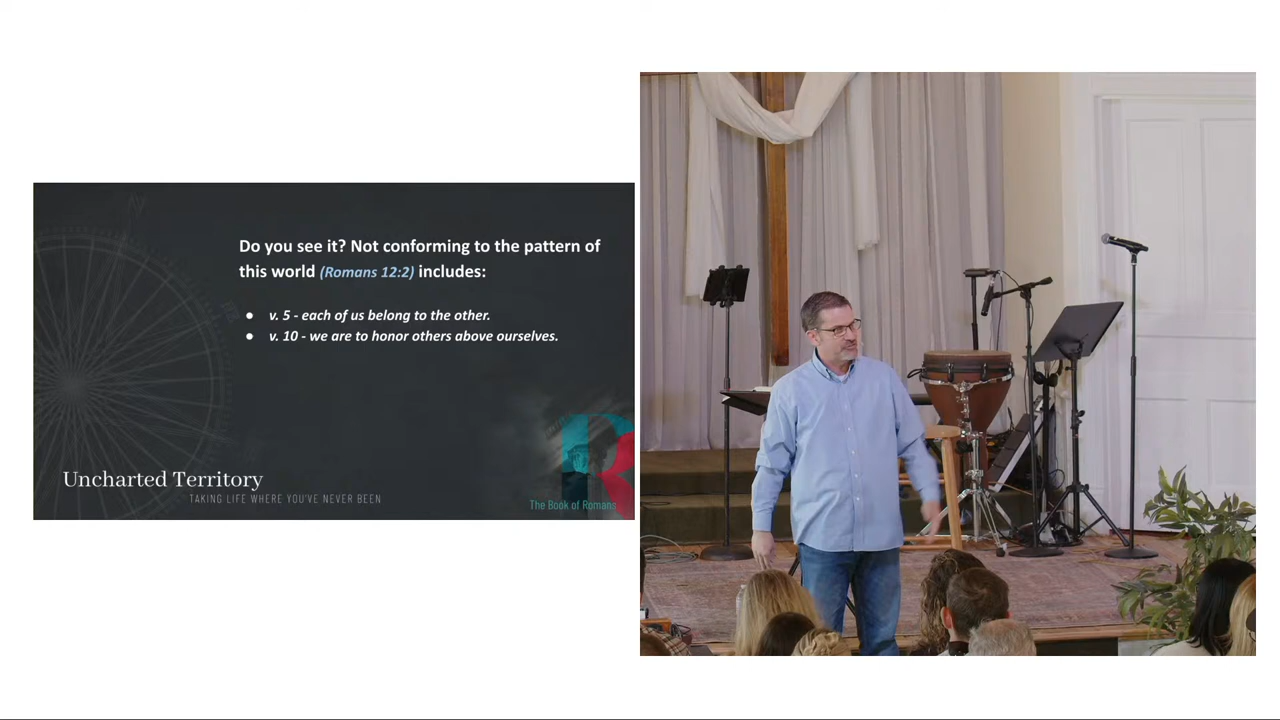 Do you see it? Not conforming to the pattern of
this world (Romans 12:2) includes:
● v. 5 - each of us belong to the other.
● v. 10 - we are to honor others above ourselves.
Uncharted Territory
TAKING LIFE WHERE YOU'VE NEVER BEEN
The Book of Romans